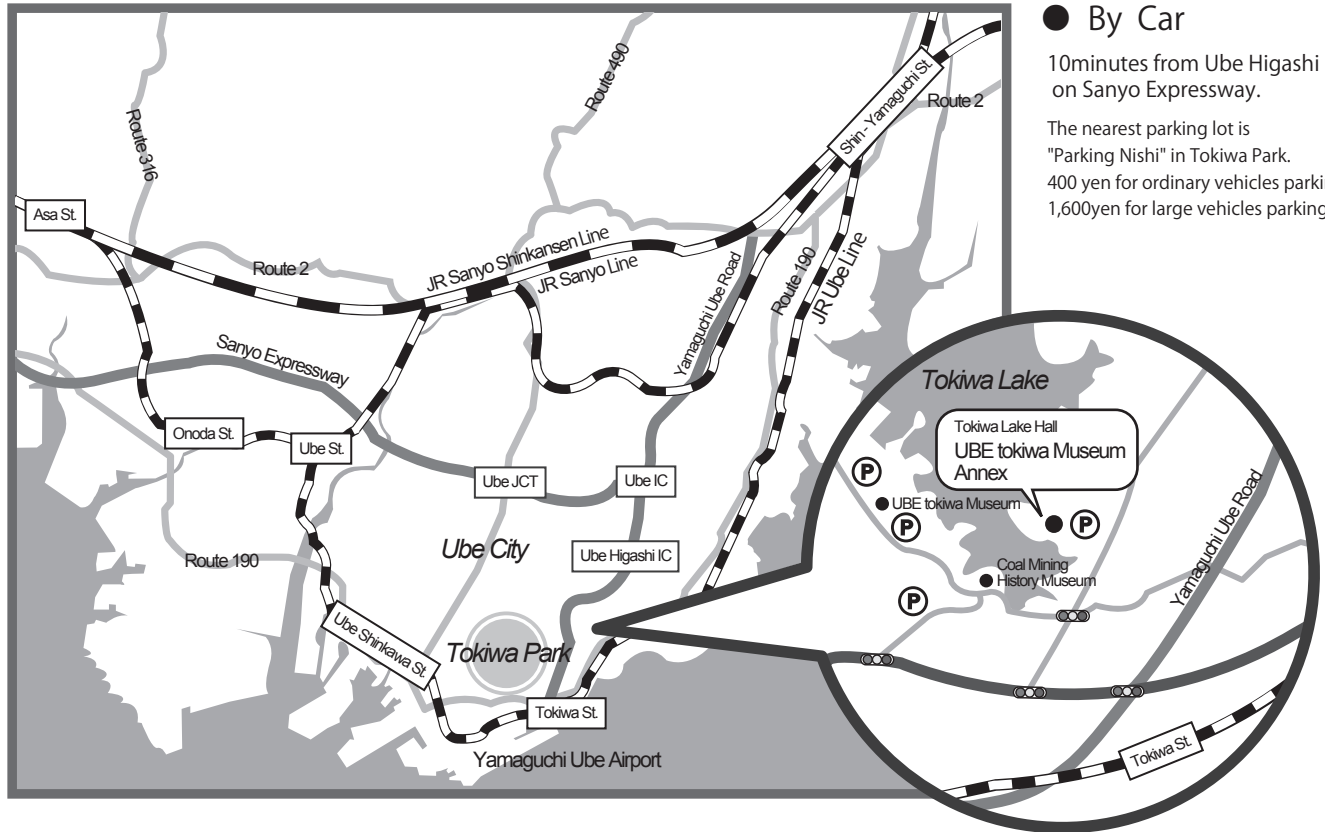 ● By Car
10minutes from Ube Higashi
on Sanyo Expressway.
The nearest parking lot is
"Parking Nishi" in Tokiwa Park.
400 yen for ordinary vehicles
1,600yen for large vehicles parking
Route 316
Route 490
Shin - Yamaguchi St.
Route 2
Asa St.
Route 2
JR Sanyo Shinkansen Line
JR Sanyo Line
Yamaguchi Ube Road
Route 190
JR Ube Line
Sanyo Expressway
Onoda St.
Ube St.
Ube JCT
Ube IC
Ube City
Ube Higashi IC
Route 190
Ube Shinkawa St.
Tokiwa Park
Tokiwa St.
Yamaguchi Ube Airport
Tokiwa Lake
Tokiwa Lake Hall
UBE tokiwa Museum
Annex
P
UBE tokiwa Museum
P
P
Coal Mining
History Museum
P
Yamaguchi Ube Road
Tokiwa St.